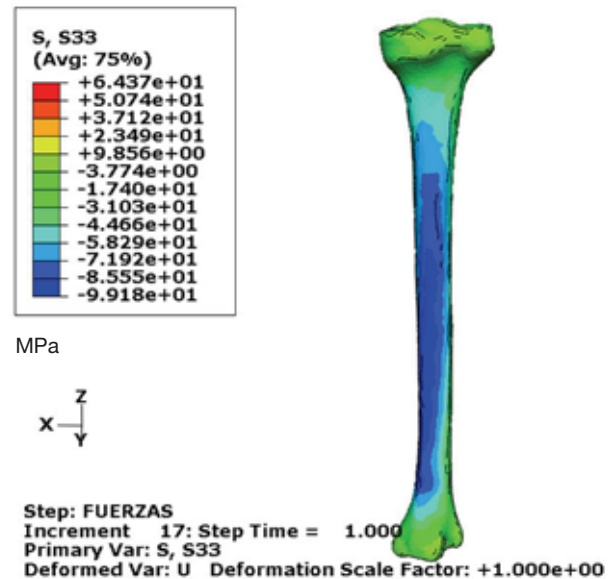 S, S33
(Avg: 75%)
+6.437e+01
+5.074e+01
+3.712e+01
+2.349e+01
+9.856e+00
-3.774e+00
-1.740e+01
-3.103e+01
-4.466e+01
-5.829e+01
-7.192e+01
-8.555e+01
-9.918e+01
MPa
Z
X
Y
Step: FUERZAS
Increment 17: Step Time = 1.000
Primary Var: S, S33
Deformed Var: U Deformation Scale Factor: +1.000e+00